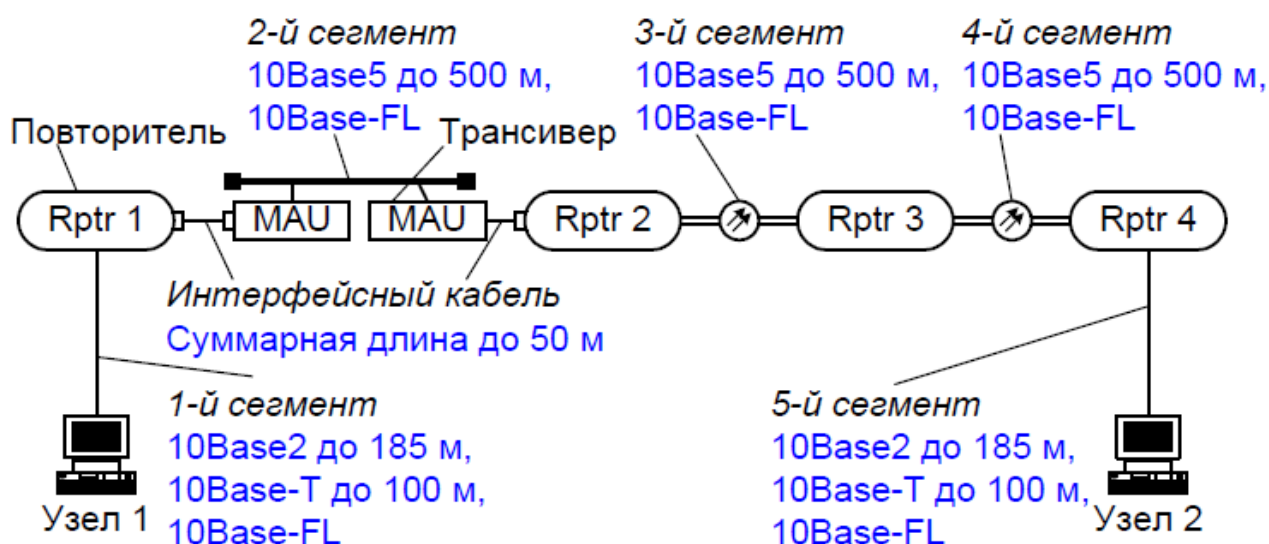 2-й сегмент
10Base5 до 500 м,
10Base-FL
3-й сегмент
10Base5 до 500 м,
10Base-FL
4-й сегмент
10Base5 до 500 м,
10Base-FL
Повторитель
Трансивер
Rptr 1
MAU
MAU
Rptr 2
Rptr 3
Rptr 4
Интерфейсный кабель
Суммарная длина до 50 м
1-й сегмент
10Base2 до 185 м,
10Base-T до 100 м,
10Base-FL
Узел 1
5-й сегмент
10Base2 до 185 м,
10Base-T до 100 м,
10Base-FL
Узел 2